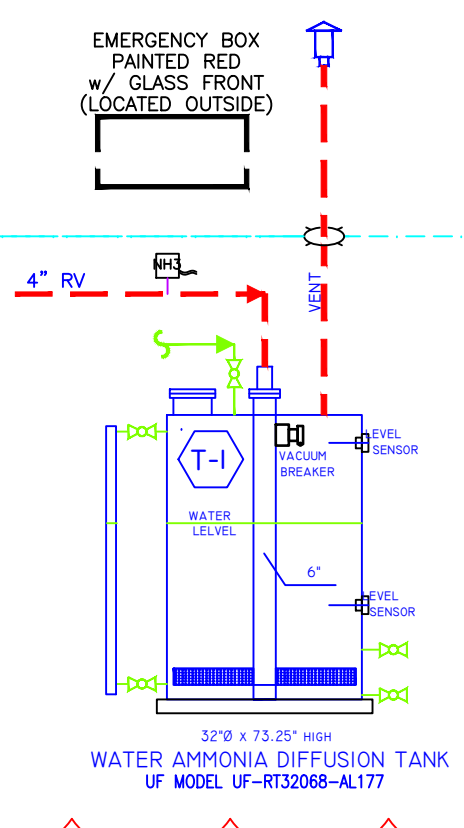 EMERGENCY BOX
PAINTED RED
w/ GLASS FRONT
(LOCATED OUTSIDE)
NH3
4" RV
VENT
T-1
VACUUM
BREAKER
LEVEL
SENSOR
WATER
LELVEL
6"
LEVEL
SENSOR
32"Ø X 73.25" HIGH
WATER AMMONIA DIFFUSION TANK
UF MODEL UF-RT32068-AL177